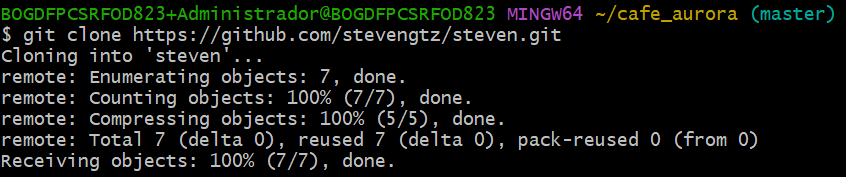 BOGDFPCSRFOD823+Administrador@BOGDFPCSRFOD823 MINGW64 ~/cafe_aurora (master)
$ git clone https://github.com/stevengtz/steven.git
Cloning into 'steven'...
remote: Enumerating objects: 7, done.
remote: Counting objects: 100% (7/7), done.
remote: Compressing objects: 100% (5/5), done.
remote: Total 7 (delta 0), reused 7 (delta 0), pack-reused 0 (from 0)
Receiving objects: 100% (7/7), done.